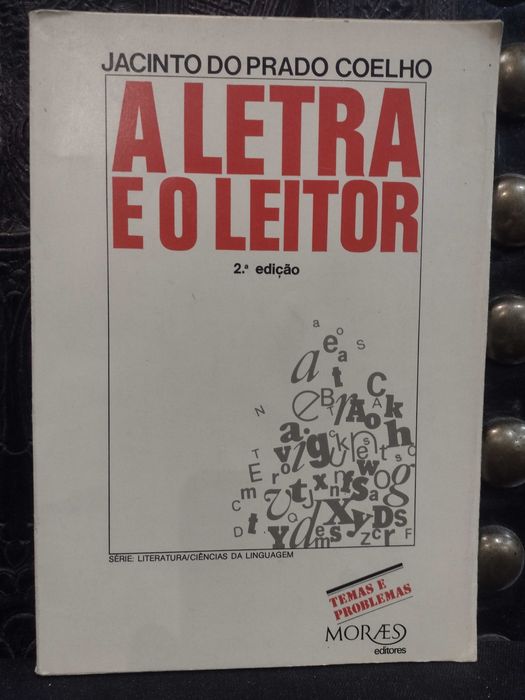 JACINTO DO PRADO COELHO
A LETRA
E O LEITOR
2.ª edição
SÉRIE: LITERATURA/CIÊNCIAS DA LINGUAGEM
TEMAS E
PROBLEMAS
MORÆS
editores